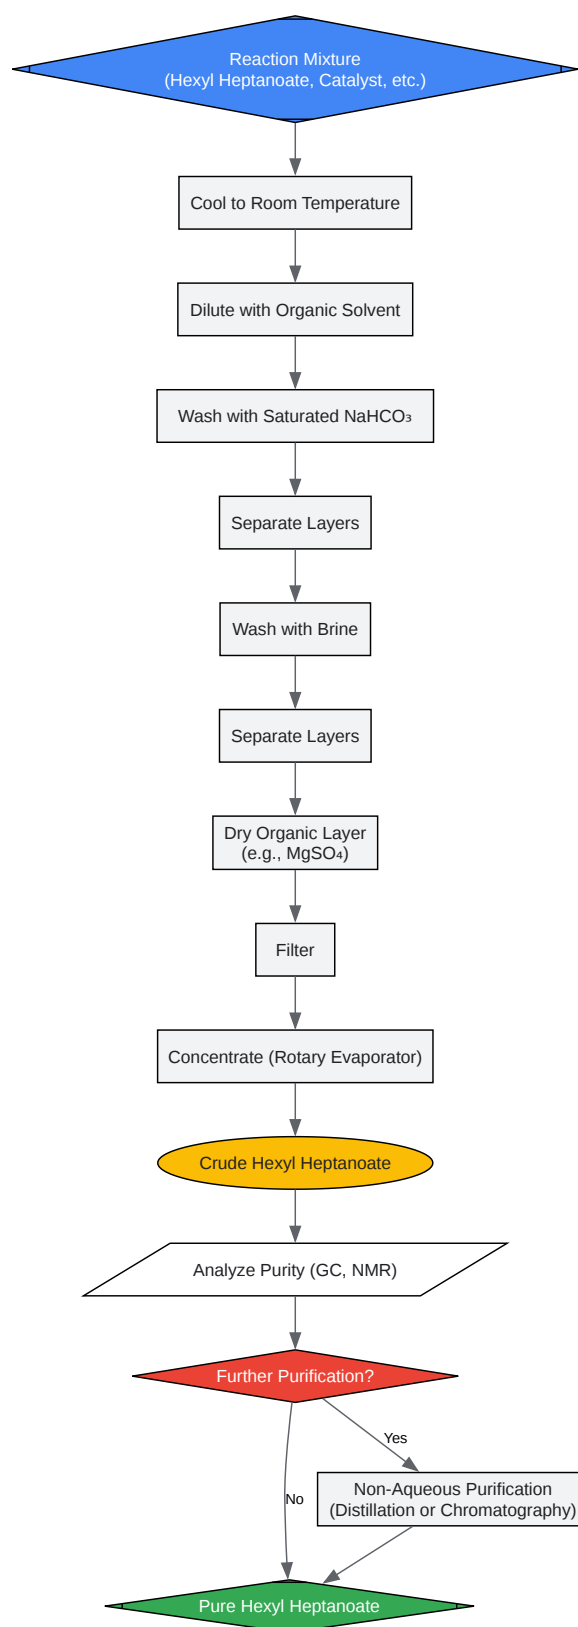 Reaction Mixture
(Hexyl Heptanoate, Catalyst, etc.)
Cool to Room Temperature
Dilute with Organic Solvent
Wash with Saturated NaHCO₃
Separate Layers
Wash with Brine
Separate Layers
Dry Organic Layer
(e.g., MgSO₄)
Filter
Concentrate (Rotary Evaporator)
Crude Hexyl Heptanoate
Analyze Purity (GC, NMR)
Further Purification?
Yes
Non-Aqueous Purification
(Distillation or Chromatography)
No
Pure Hexyl Heptanoate